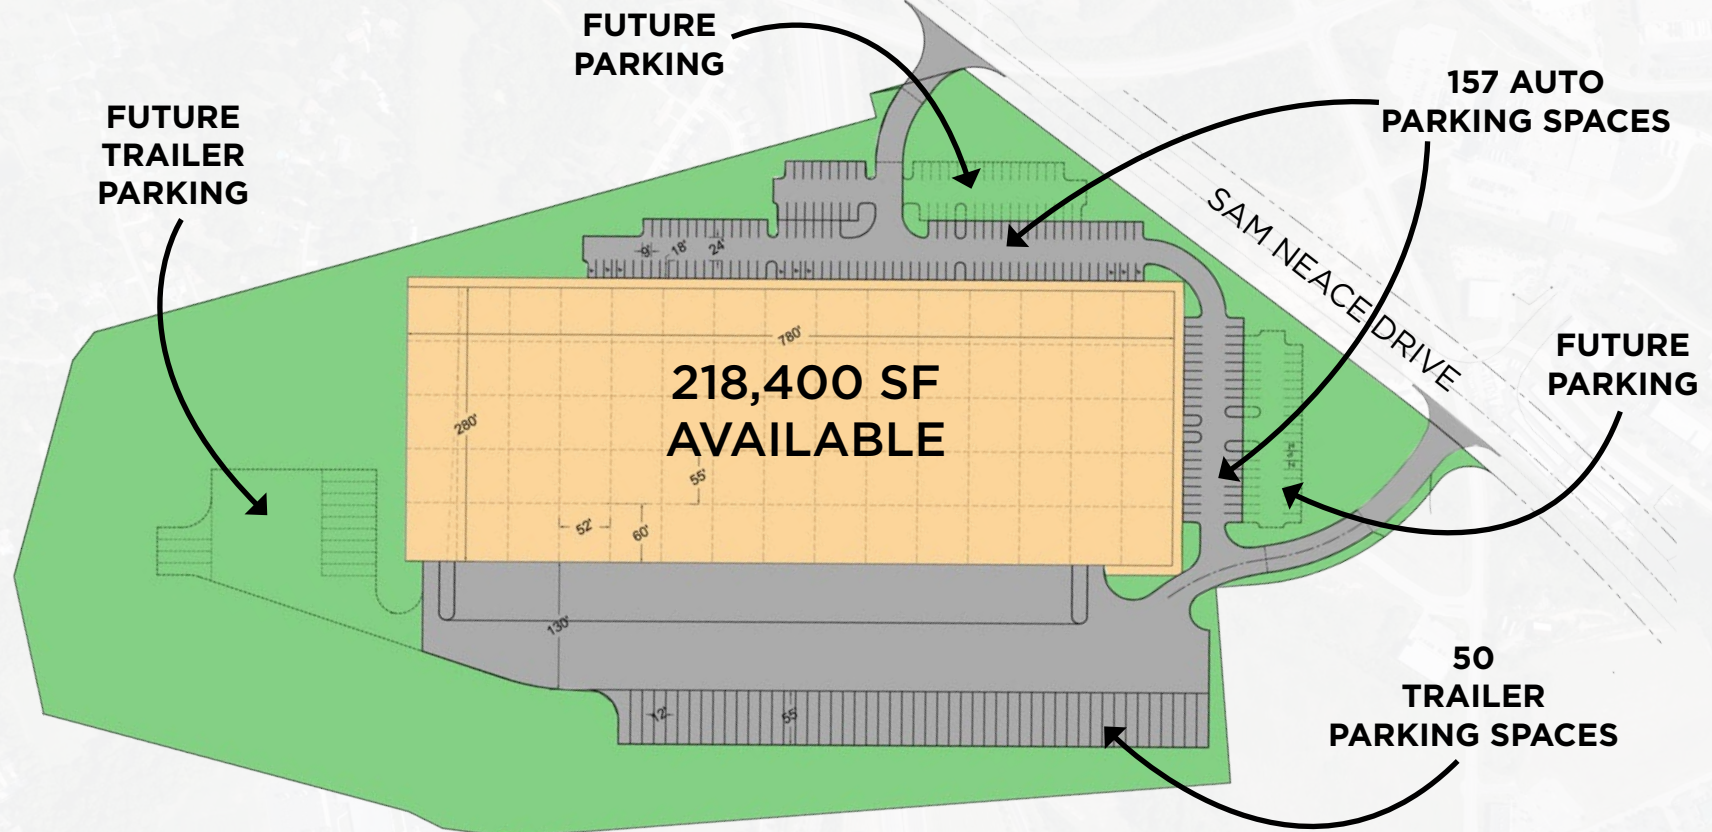 FUTURE
PARKING
157 AUTO
PARKING SPACES
FUTURE
TRAILER
PARKING
SAM NEACE DRIVE
9'
18'
24'
780'
218,400 SF
AVAILABLE
280'
FUTURE
PARKING
55'
52'
60'
130'
12'
55'
50
TRAILER
PARKING SPACES